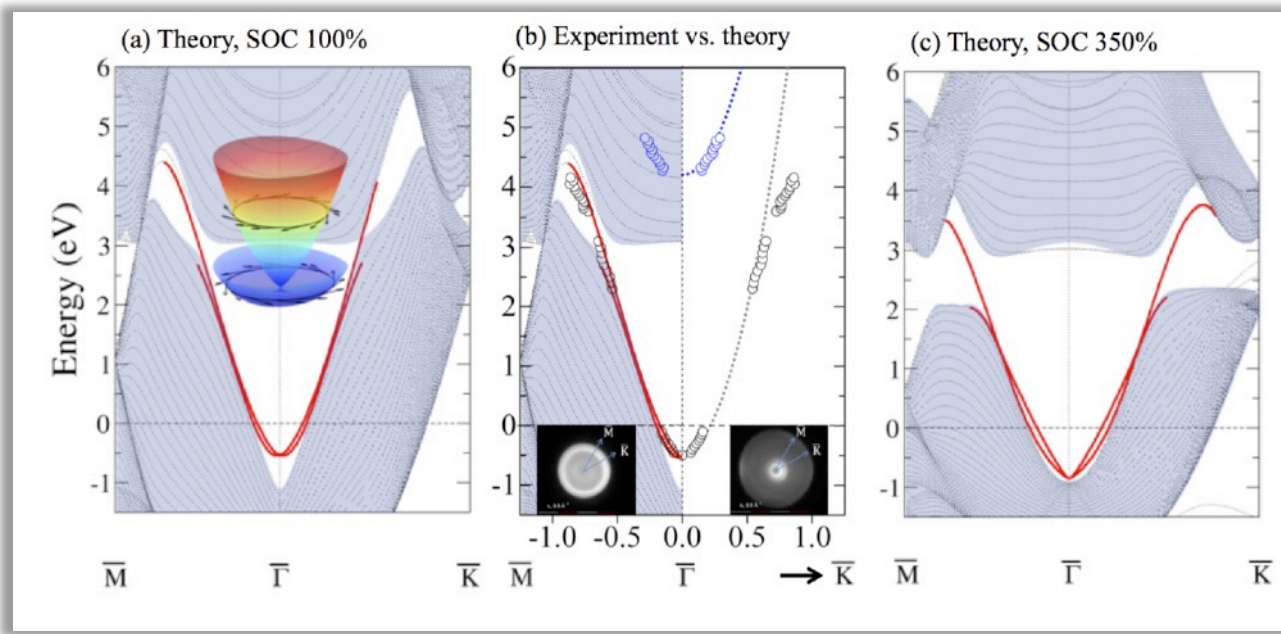 (a) Theory, SOC 100%
(b) Experiment vs. theory
(c) Theory, SOC 350%
Energy (eV)
6
5
4
3
2
1
0
-1
6
5
4
3
2
1
0
-1
6
5
4
3
2
1
0
-1
M̅
K̅
M̅
K̅
-1.0 -0.5 0.0 0.5 1.0
M̅ Γ̅ K̅
M̅ Γ̅ → K̅
M̅ Γ̅ K̅